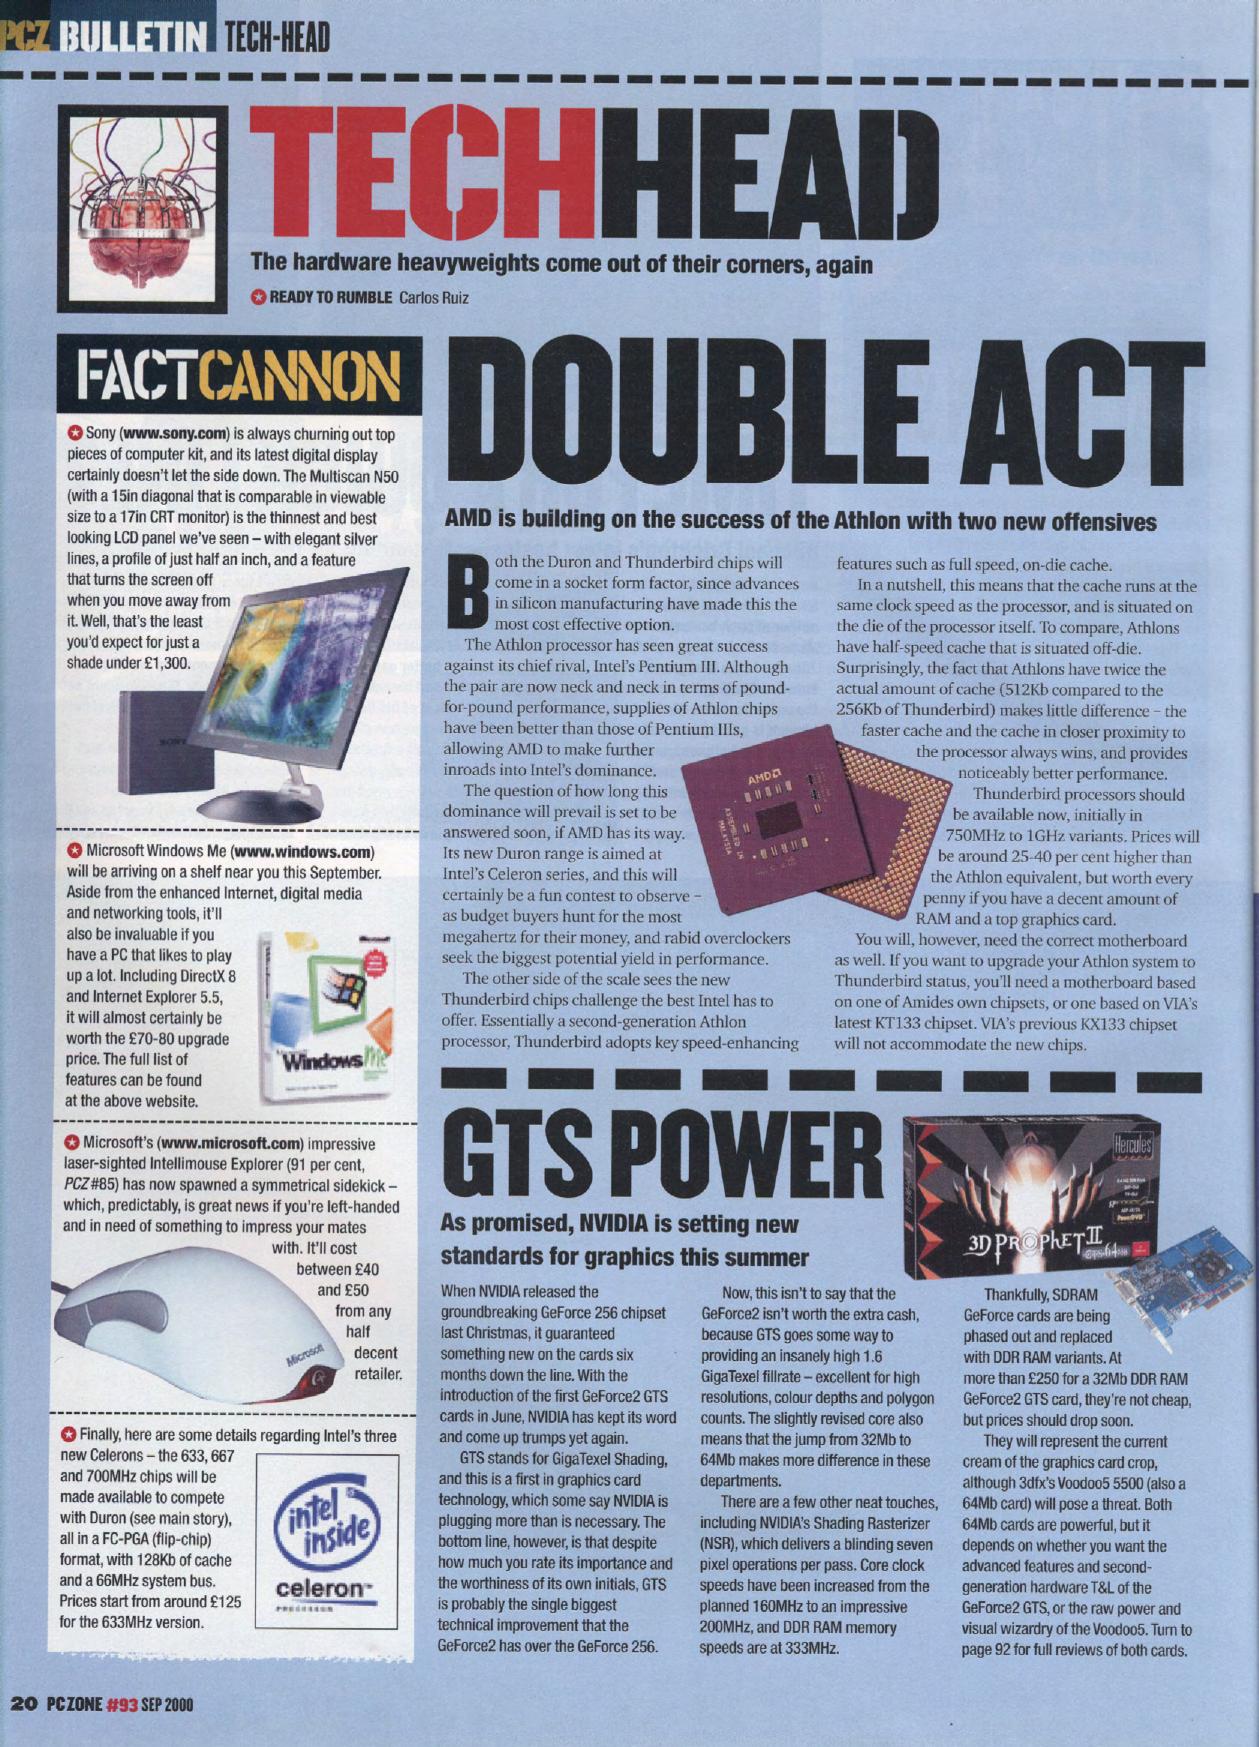 PCZ BULLETIN TECH-HEAD
TECHHEAD
The hardware heavyweights come out of their corners, again
READY TO RUMBLE Carlos Ruiz
FACTCANNON
Sony (www.sony.com) is always churning out top
pieces of computer kit, and its latest digital display
certainly doesn't let the side down. The Multiscan N50
(with a 15in diagonal that is comparable in viewable
size to a 17in CRT monitor) is the thinnest and best
looking LCD panel we've seen – with elegant silver
lines, a profile of just half an inch, and a feature
that turns the screen off
when you move away from
it. Well, that's the least
you'd expect for just a
shade under £1,300.
SONY
Microsoft Windows Me (www.windows.com)
will be arriving on a shelf near you this September.
Aside from the enhanced Internet, digital media
and networking tools, it'll
also be invaluable if you
have a PC that likes to play
up a lot. Including DirectX 8
and Internet Explorer 5.5,
it will almost certainly be
worth the £70-80 upgrade
price. The full list of
features can be found
at the above website.
Microsoft
Windows Me
Microsoft's (www.microsoft.com) impressive
laser-sighted Intellimouse Explorer (91 per cent,
PCZ #85) has now spawned a symmetrical sidekick –
which, predictably, is great news if you're left-handed
and in need of something to impress your mates
with. It'll cost
between £40
and £50
from any
half
decent
retailer.
Microsoft
Finally, here are some details regarding Intel's three
new Celerons – the 633, 667
and 700MHz chips will be
made available to compete
with Duron (see main story),
all in a FC-PGA (flip-chip)
format, with 128Kb of cache
and a 66MHz system bus.
Prices start from around £125
for the 633MHz version.
intel
inside
celeron™
PROCESSOR
DOUBLE ACT
AMD is building on the success of the Athlon with two new offensives
Both the Duron and Thunderbird chips will
come in a socket form factor, since advances
in silicon manufacturing have made this the
most cost effective option.
The Athlon processor has seen great success
against its chief rival, Intel's Pentium III. Although
the pair are now neck and neck in terms of pound-
for-pound performance, supplies of Athlon chips
have been better than those of Pentium IIIs,
allowing AMD to make further
inroads into Intel's dominance.
The question of how long this
dominance will prevail is set to be
answered soon, if AMD has its way.
Its new Duron range is aimed at
Intel's Celeron series, and this will
certainly be a fun contest to observe –
as budget buyers hunt for the most
megahertz for their money, and rabid overclockers
seek the biggest potential yield in performance.
The other side of the scale sees the new
Thunderbird chips challenge the best Intel has to
offer. Essentially a second-generation Athlon
processor, Thunderbird adopts key speed-enhancing
features such as full speed, on-die cache.
In a nutshell, this means that the cache runs at the
same clock speed as the processor, and is situated on
the die of the processor itself. To compare, Athlons
have half-speed cache that is situated off-die.
Surprisingly, the fact that Athlons have twice the
actual amount of cache (512Kb compared to the
256Kb of Thunderbird) makes little difference – the
faster cache and the cache in closer proximity to
the processor always wins, and provides
noticeably better performance.
Thunderbird processors should
be available now, initially in
750MHz to 1GHz variants. Prices will
be around 25-40 per cent higher than
the Athlon equivalent, but worth every
penny if you have a decent amount of
RAM and a top graphics card.
You will, however, need the correct motherboard
as well. If you want to upgrade your Athlon system to
Thunderbird status, you'll need a motherboard based
on one of Amides own chipsets, or one based on VIA's
latest KT133 chipset. VIA's previous KX133 chipset
will not accommodate the new chips.
AMD
ASSEMBLED IN
MALAYSIA
GTS POWER
As promised, NVIDIA is setting new
standards for graphics this summer
Hercules
3D PROPHET II
GTS 64MB
When NVIDIA released the
groundbreaking GeForce 256 chipset
last Christmas, it guaranteed
something new on the cards six
months down the line. With the
introduction of the first GeForce2 GTS
cards in June, NVIDIA has kept its word
and come up trumps yet again.
GTS stands for GigaTexel Shading,
and this is a first in graphics card
technology, which some say NVIDIA is
plugging more than is necessary. The
bottom line, however, is that despite
how much you rate its importance and
the worthiness of its own initials, GTS
is probably the single biggest
technical improvement that the
GeForce2 has over the GeForce 256.
Now, this isn't to say that the
GeForce2 isn't worth the extra cash,
because GTS goes some way to
providing an insanely high 1.6
GigaTexel fillrate – excellent for high
resolutions, colour depths and polygon
counts. The slightly revised core also
means that the jump from 32Mb to
64Mb makes more difference in these
departments.
There are a few other neat touches,
including NVIDIA's Shading Rasterizer
(NSR), which delivers a blinding seven
pixel operations per pass. Core clock
speeds have been increased from the
planned 160MHz to an impressive
200MHz, and DDR RAM memory
speeds are at 333MHz.
Thankfully, SDRAM
GeForce cards are being
phased out and replaced
with DDR RAM variants. At
more than £250 for a 32Mb DDR RAM
GeForce2 GTS card, they're not cheap,
but prices should drop soon.
They will represent the current
cream of the graphics card crop,
although 3dfx's Voodoo5 5500 (also a
64Mb card) will pose a threat. Both
64Mb cards are powerful, but it
depends on whether you want the
advanced features and second-
generation hardware T&L of the
GeForce2 GTS, or the raw power and
visual wizardry of the Voodoo5. Turn to
page 92 for full reviews of both cards.
20 PCZONE #93 SEP 2000